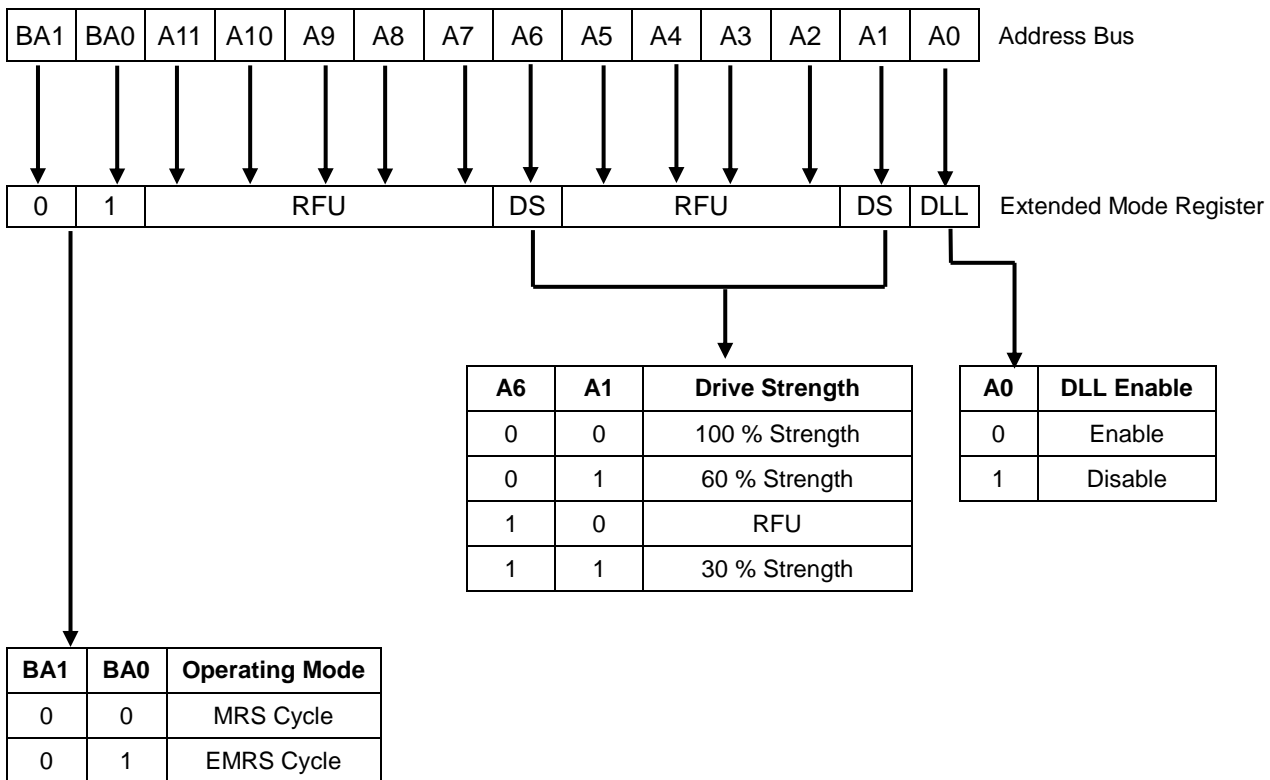 BA1 BA0 A11 A10 A9 A8 A7 A6 A5 A4 A3 A2 A1 A0 Address Bus
0 1 RFU DS RFU DS DLL Extended Mode Register
A6 A1 Drive Strength
0 0 100 % Strength
0 1 60 % Strength
1 0 RFU
1 1 30 % Strength
A0 DLL Enable
0 Enable
1 Disable
BA1 BA0 Operating Mode
0 0 MRS Cycle
0 1 EMRS Cycle